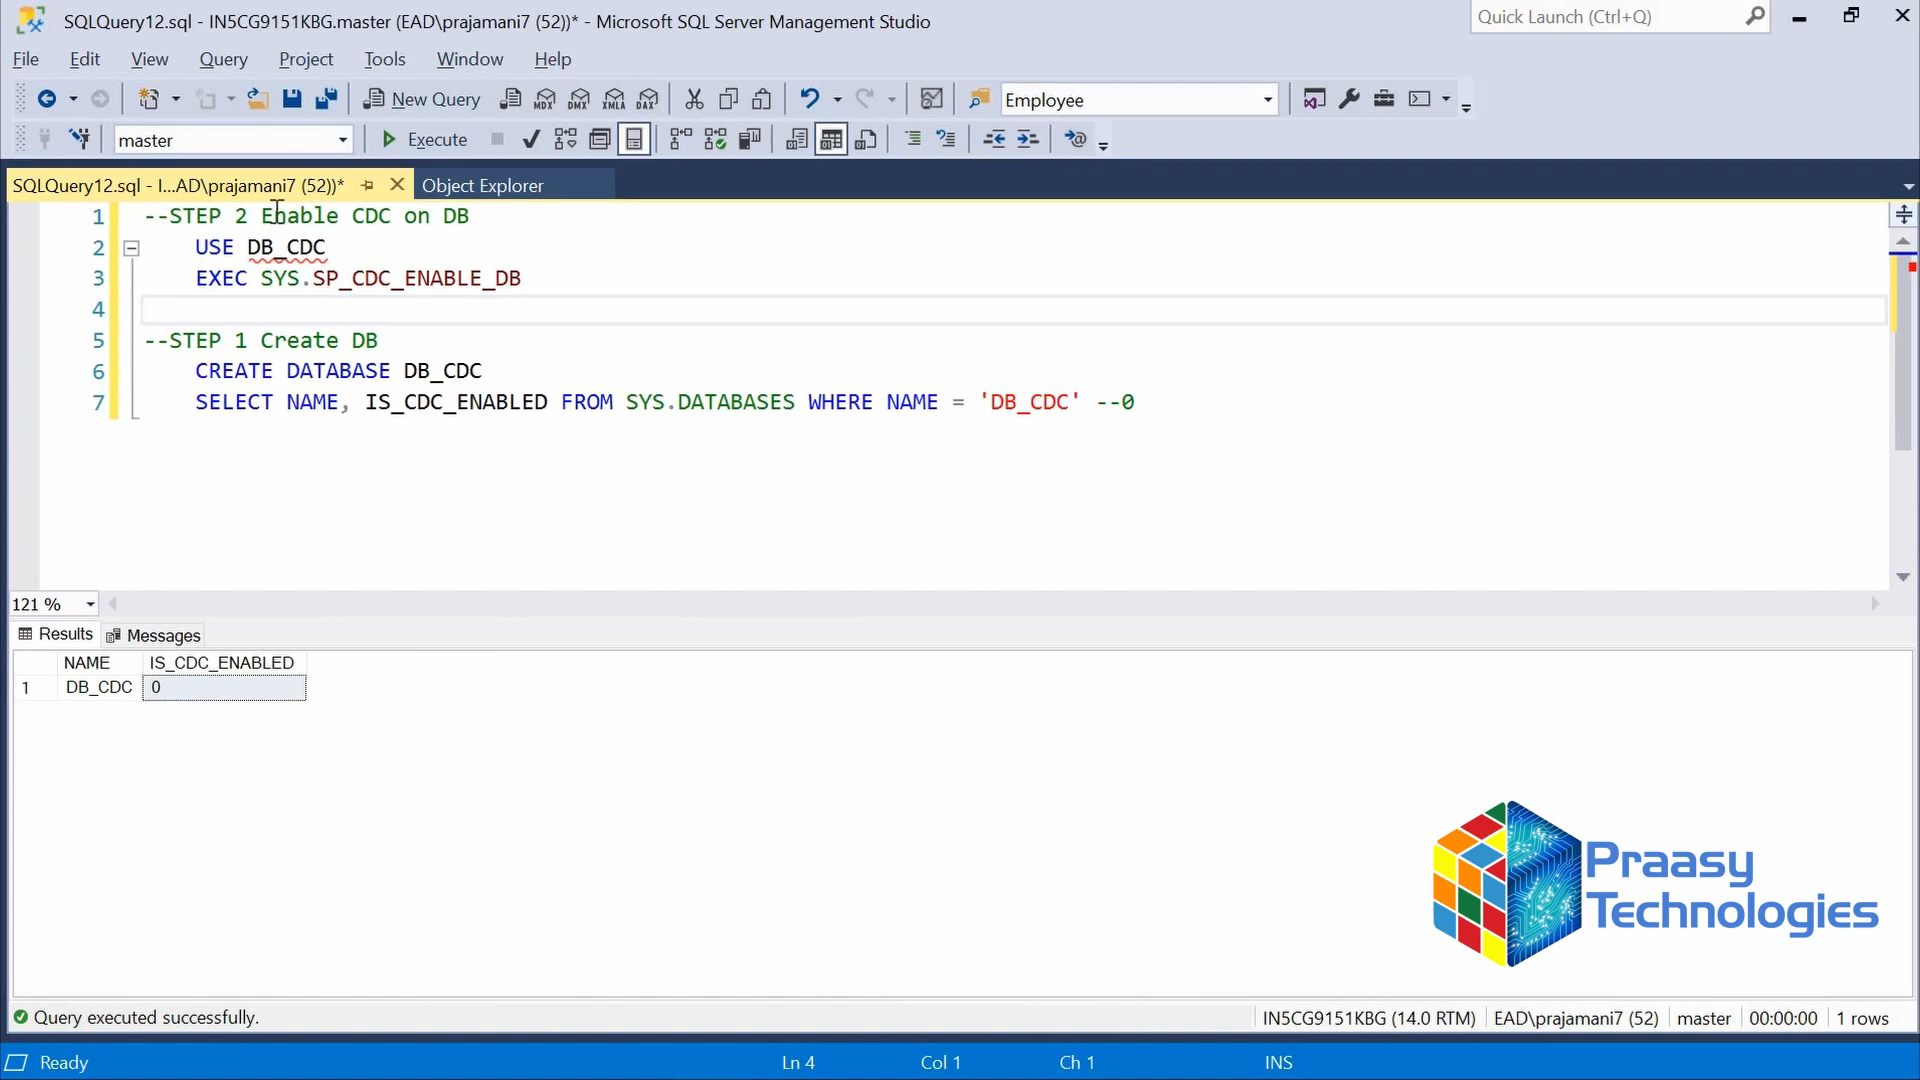 SQLQuery12.sql - IN5CG9151KBG.master (EAD\prajamani7 (52))* - Microsoft SQL Server Management Studio
Quick Launch (Ctrl+Q)
File Edit View Query Project Tools Window Help
New Query MDX DMX XMLA DAX Employee
master Execute
SQLQuery12.sql - I...AD\prajamani7 (52))* Object Explorer
1 --STEP 2 Enable CDC on DB
2 USE DB_CDC
3 EXEC SYS.SP_CDC_ENABLE_DB
4
5 --STEP 1 Create DB
6 CREATE DATABASE DB_CDC
7 SELECT NAME, IS_CDC_ENABLED FROM SYS.DATABASES WHERE NAME = 'DB_CDC' --0
121 %
Results Messages
NAME IS_CDC_ENABLED
1 DB_CDC 0
Praasy
Technologies
Query executed successfully. IN5CG9151KBG (14.0 RTM) EAD\prajamani7 (52) master 00:00:00 1 rows
Ready Ln 4 Col 1 Ch 1 INS